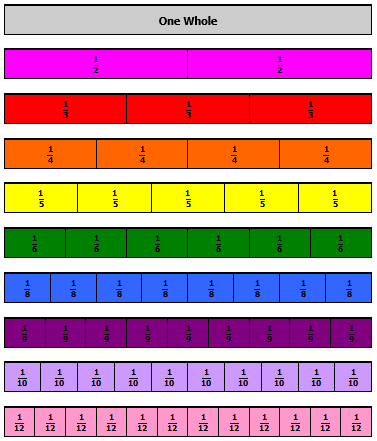 One Whole
1/2 1/2
1/3 1/3 1/3
1/4 1/4 1/4 1/4
1/5 1/5 1/5 1/5 1/5
1/6 1/6 1/6 1/6 1/6 1/6
1/8 1/8 1/8 1/8 1/8 1/8 1/8 1/8
1/9 1/9 1/9 1/9 1/9 1/9 1/9 1/9 1/9
1/10 1/10 1/10 1/10 1/10 1/10 1/10 1/10 1/10 1/10
1/12 1/12 1/12 1/12 1/12 1/12 1/12 1/12 1/12 1/12 1/12 1/12